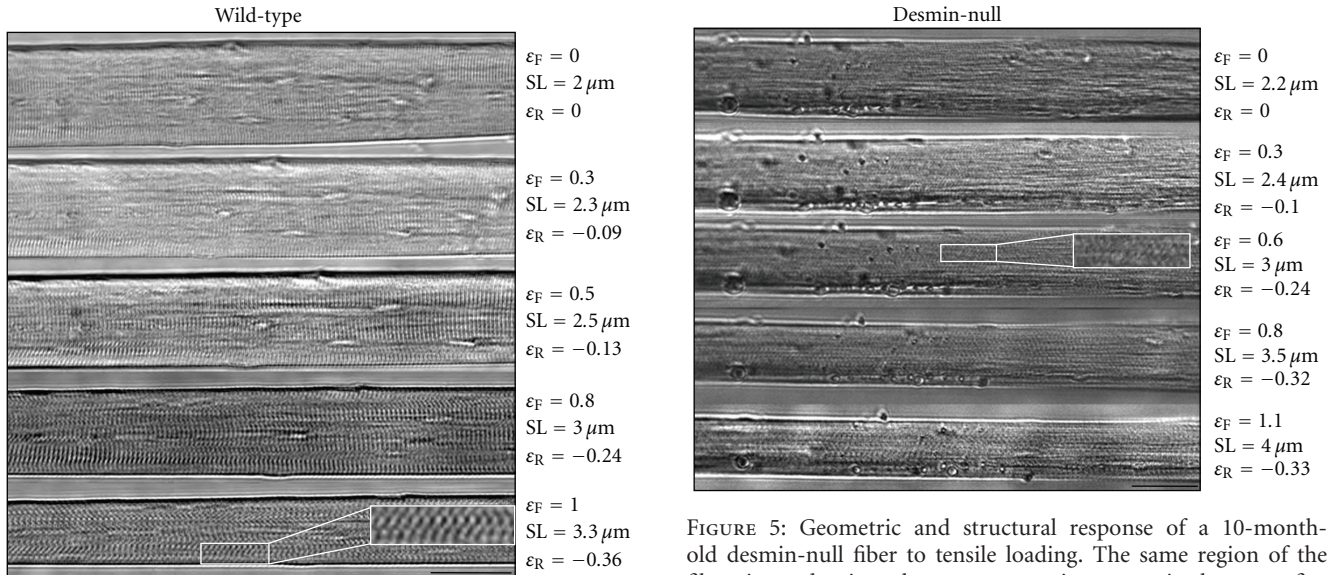 Wild-type
εF = 0
SL = 2 μm
εR = 0
εF = 0.3
SL = 2.3 μm
εR = −0.09
εF = 0.5
SL = 2.5 μm
εR = −0.13
εF = 0.8
SL = 3 μm
εR = −0.24
εF = 1
SL = 3.3 μm
εR = −0.36
Desmin-null
εF = 0
SL = 2.2 μm
εR = 0
εF = 0.3
SL = 2.4 μm
εR = −0.1
εF = 0.6
SL = 3 μm
εR = −0.24
εF = 0.8
SL = 3.5 μm
εR = −0.32
εF = 1.1
SL = 4 μm
εR = −0.33
FIGURE 5: Geometric and structural response of a 10-month-
old desmin-null fiber to tensile loading. The same region of the